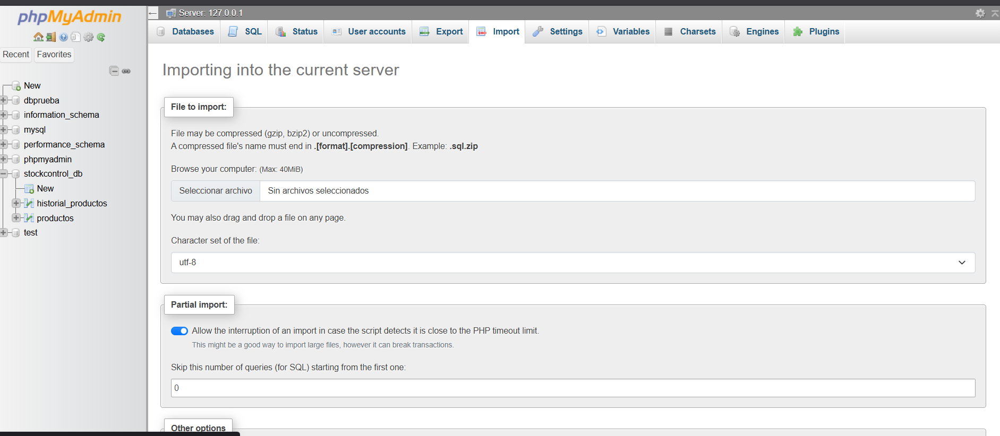 phpMyAdmin
Recent
Favorites
New
dbprueba
information_schema
mysql
performance_schema
phpmyadmin
stockcontrol_db
New
historial_productos
productos
test
Server: 127.0.0.1
Databases
SQL
Status
User accounts
Export
Import
Settings
Variables
Charsets
Engines
Plugins
Importing into the current server
File to import:
File may be compressed (gzip, bzip2) or uncompressed.
A compressed file's name must end in .[format].[compression]. Example: .sql.zip
Browse your computer: (Max: 40MiB)
Seleccionar archivo
Sin archivos seleccionados
You may also drag and drop a file on any page.
Character set of the file:
utf-8
Partial import:
Allow the interruption of an import in case the script detects it is close to the PHP timeout limit.
This might be a good way to import large files, however it can break transactions.
Skip this number of queries (for SQL) starting from the first one:
0
Other options